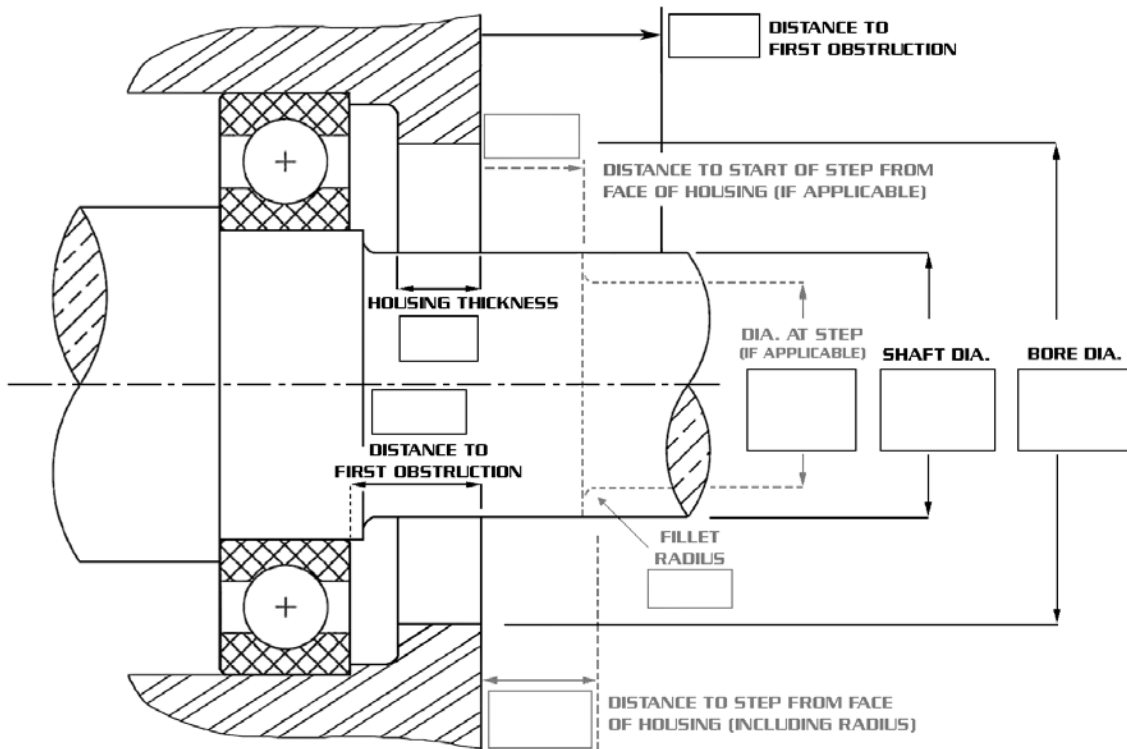 DISTANCE TO
FIRST OBSTRUCTION
DISTANCE TO START OF STEP FROM
FACE OF HOUSING (IF APPLICABLE)
HOUSING THICKNESS
DIA. AT STEP
(IF APPLICABLE)
SHAFT DIA.
BORE DIA.
DISTANCE TO
FIRST OBSTRUCTION
FILLET
RADIUS
DISTANCE TO STEP FROM FACE
OF HOUSING (INCLUDING RADIUS)